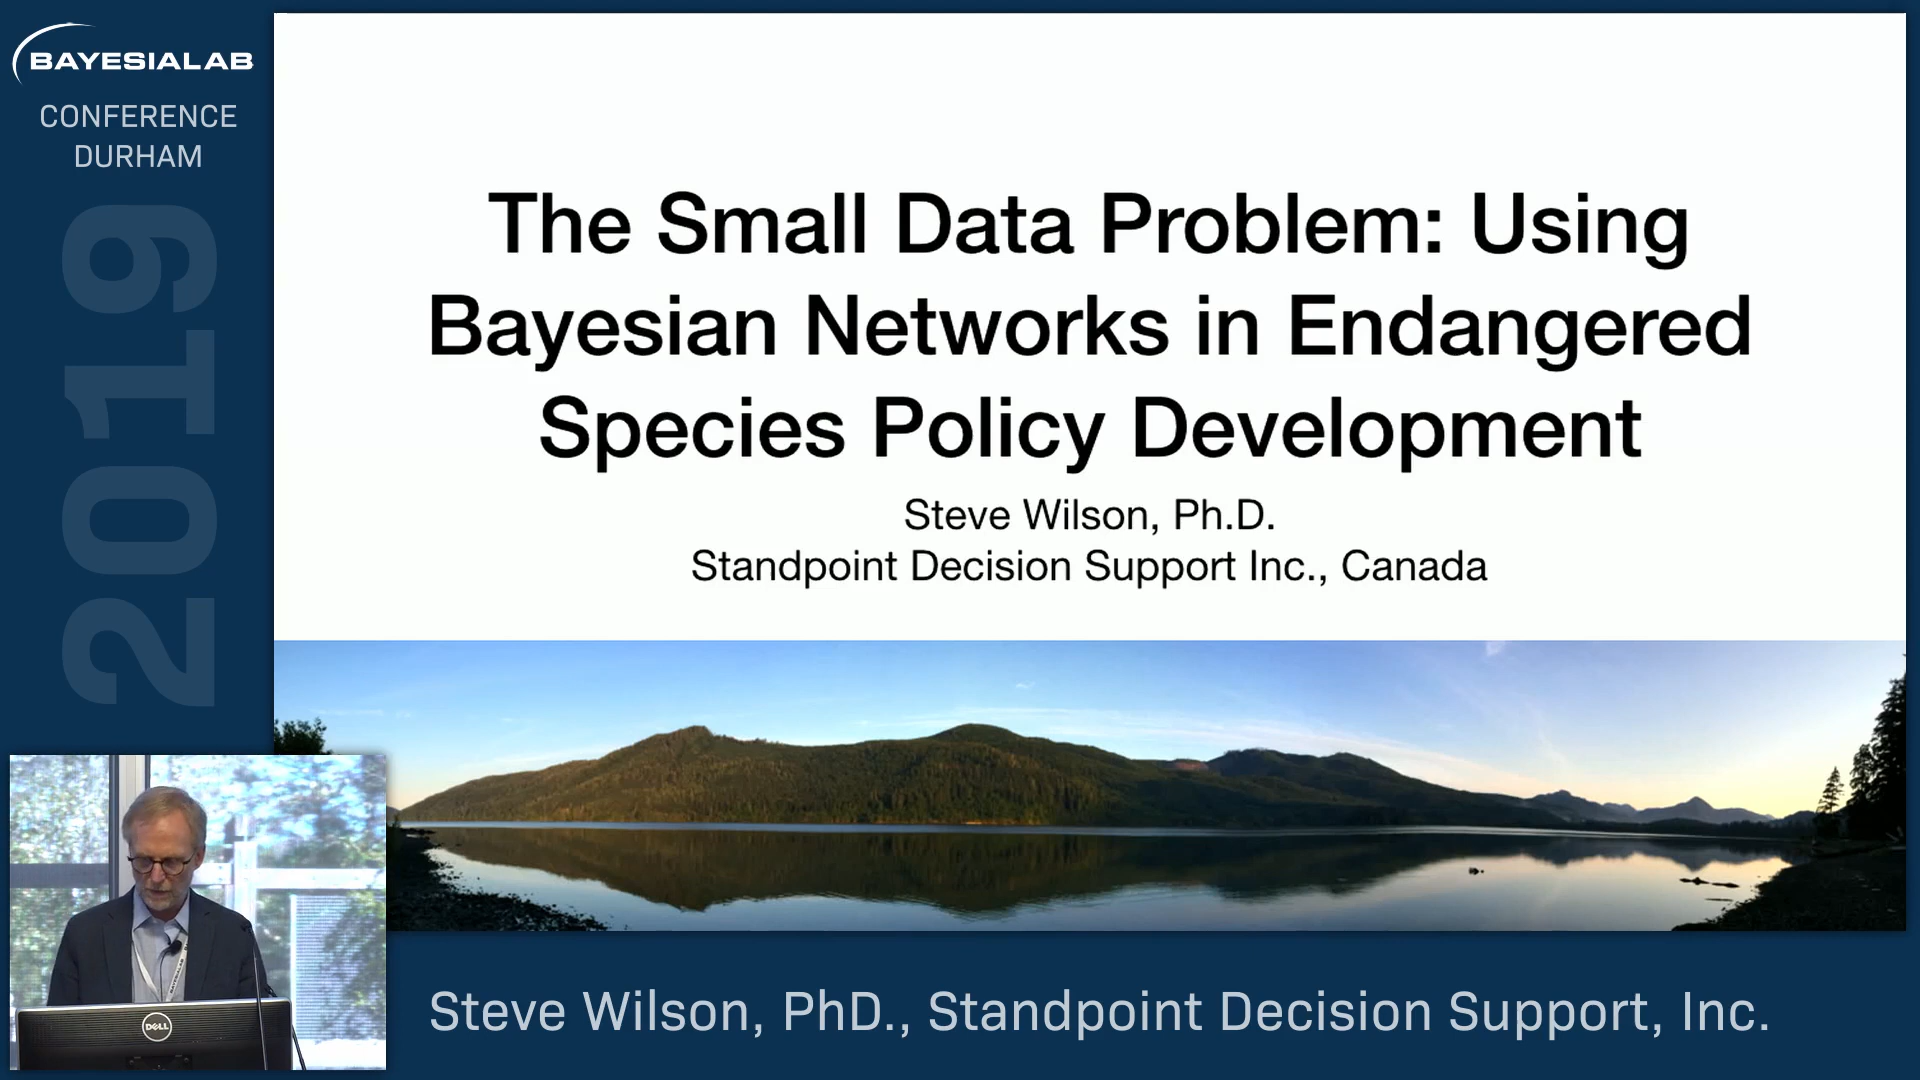 BAYESIALAB
CONFERENCE
DURHAM
2019
The Small Data Problem: Using
Bayesian Networks in Endangered
Species Policy Development
Steve Wilson, Ph.D.
Standpoint Decision Support Inc., Canada
DELL
BAYESIALAB
Steve Wilson, PhD., Standpoint Decision Support, Inc.